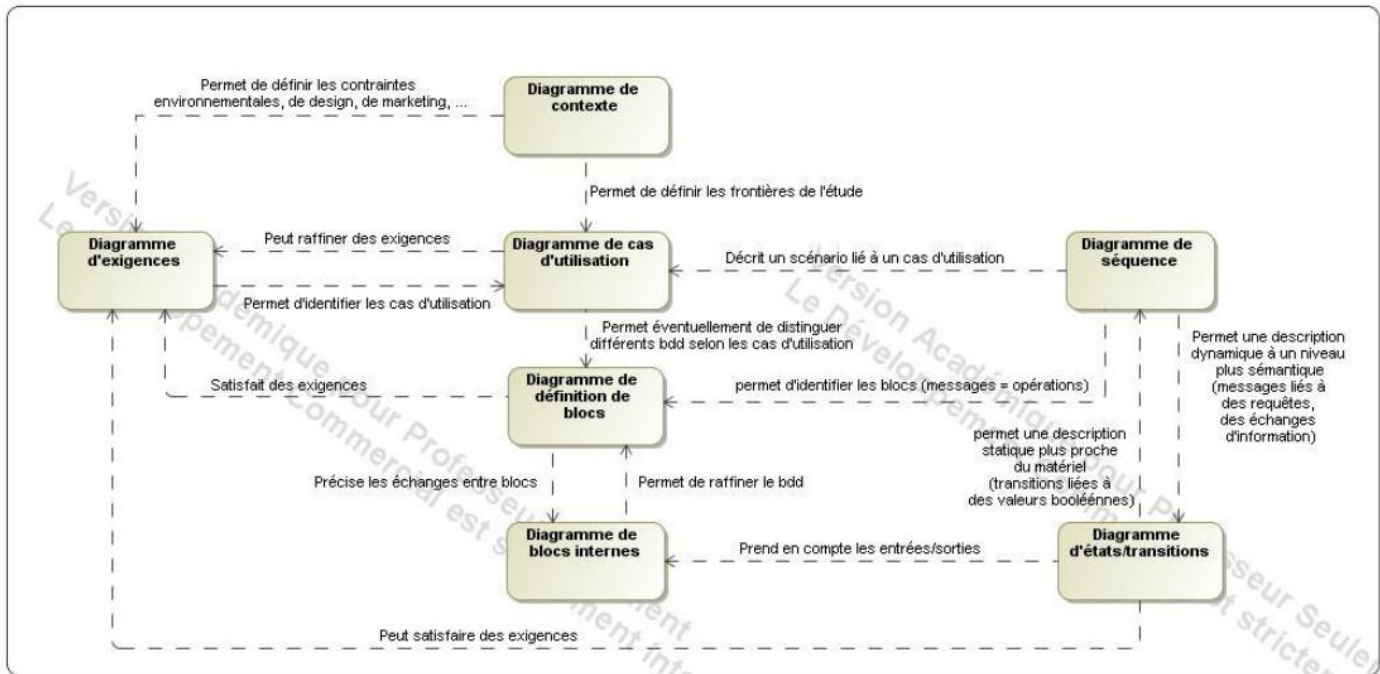 Permet de définir les contraintes
environnementales, de design, de marketing, ...
Diagramme de
contexte
Permet de définir les frontières de l'étude
Diagramme
d'exigences
Peut raffiner des exigences
Permet d'identifier les cas d'utilisation
Diagramme de cas
d'utilisation
Décrit un scénario lié à un cas d'utilisation
Diagramme de
séquence
Permet éventuellement de distinguer
différents bdd selon les cas d'utilisation
Satisfait des exigences
Diagramme de
définition de
blocs
permet d'identifier les blocs (messages = opérations)
Permet une description
dynamique à un niveau
plus sémantique
(messages liés à
des requêtes,
des échanges
d'information)
permet une description
statique plus proche
du matériel
(transitions liées à
des valeurs booléénnes)
Précise les échanges entre blocs
Permet de raffiner le bdd
Diagramme de
blocs internes
Prend en compte les entrées/sorties
Diagramme
d'états/transitions
Peut satisfaire des exigences